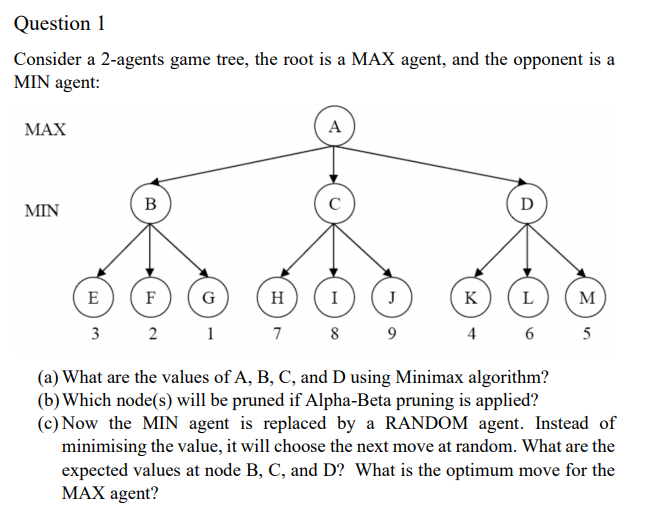 Question 1
Consider a 2-agents game tree, the root is a MAX agent, and the opponent is a
MIN agent:
MAX
A
MIN
B
C
D
E
F
G
H
I
J
K
L
M
3
2
1
7
8
9
4
6
5
(a) What are the values of A, B, C, and D using Minimax algorithm?
(b) Which node(s) will be pruned if Alpha-Beta pruning is applied?
(c) Now the MIN agent is replaced by a RANDOM agent. Instead of
minimising the value, it will choose the next move at random. What are the
expected values at node B, C, and D? What is the optimum move for the
MAX agent?